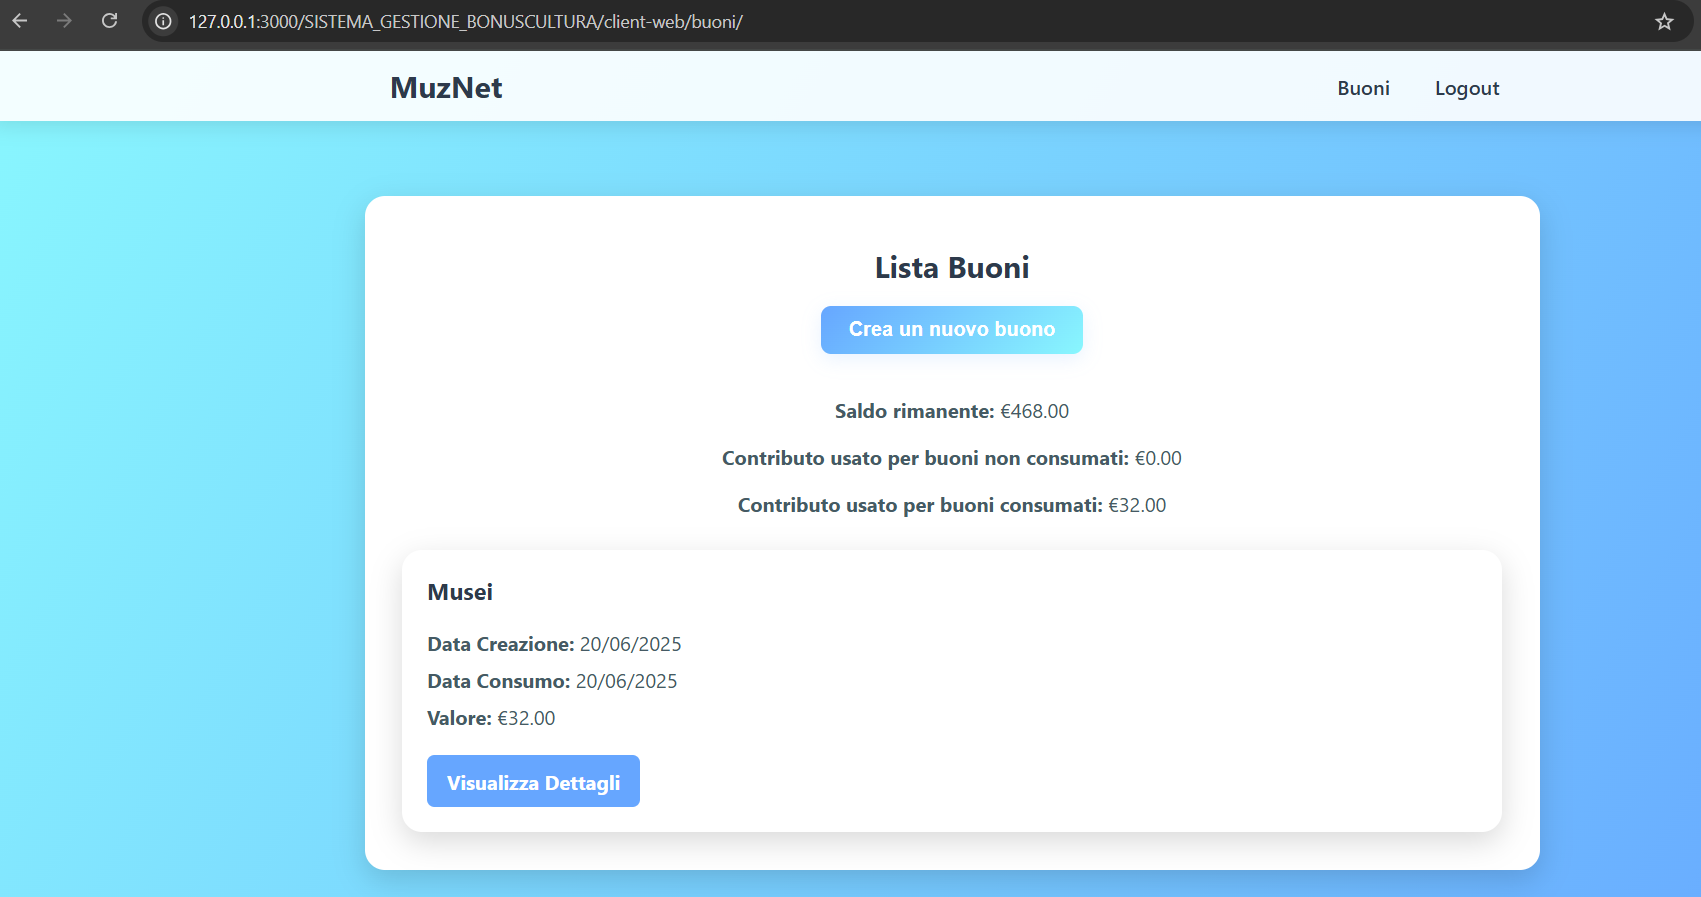 127.0.0.1:3000/SISTEMA_GESTIONE_BONUSCULTURA/client-web/buoni/
MuzNet
Buoni
Logout
Lista Buoni
Crea un nuovo buono
Saldo rimanente: €468.00
Contributo usato per buoni non consumati: €0.00
Contributo usato per buoni consumati: €32.00
Musei
Data Creazione: 20/06/2025
Data Consumo: 20/06/2025
Valore: €32.00
Visualizza Dettagli